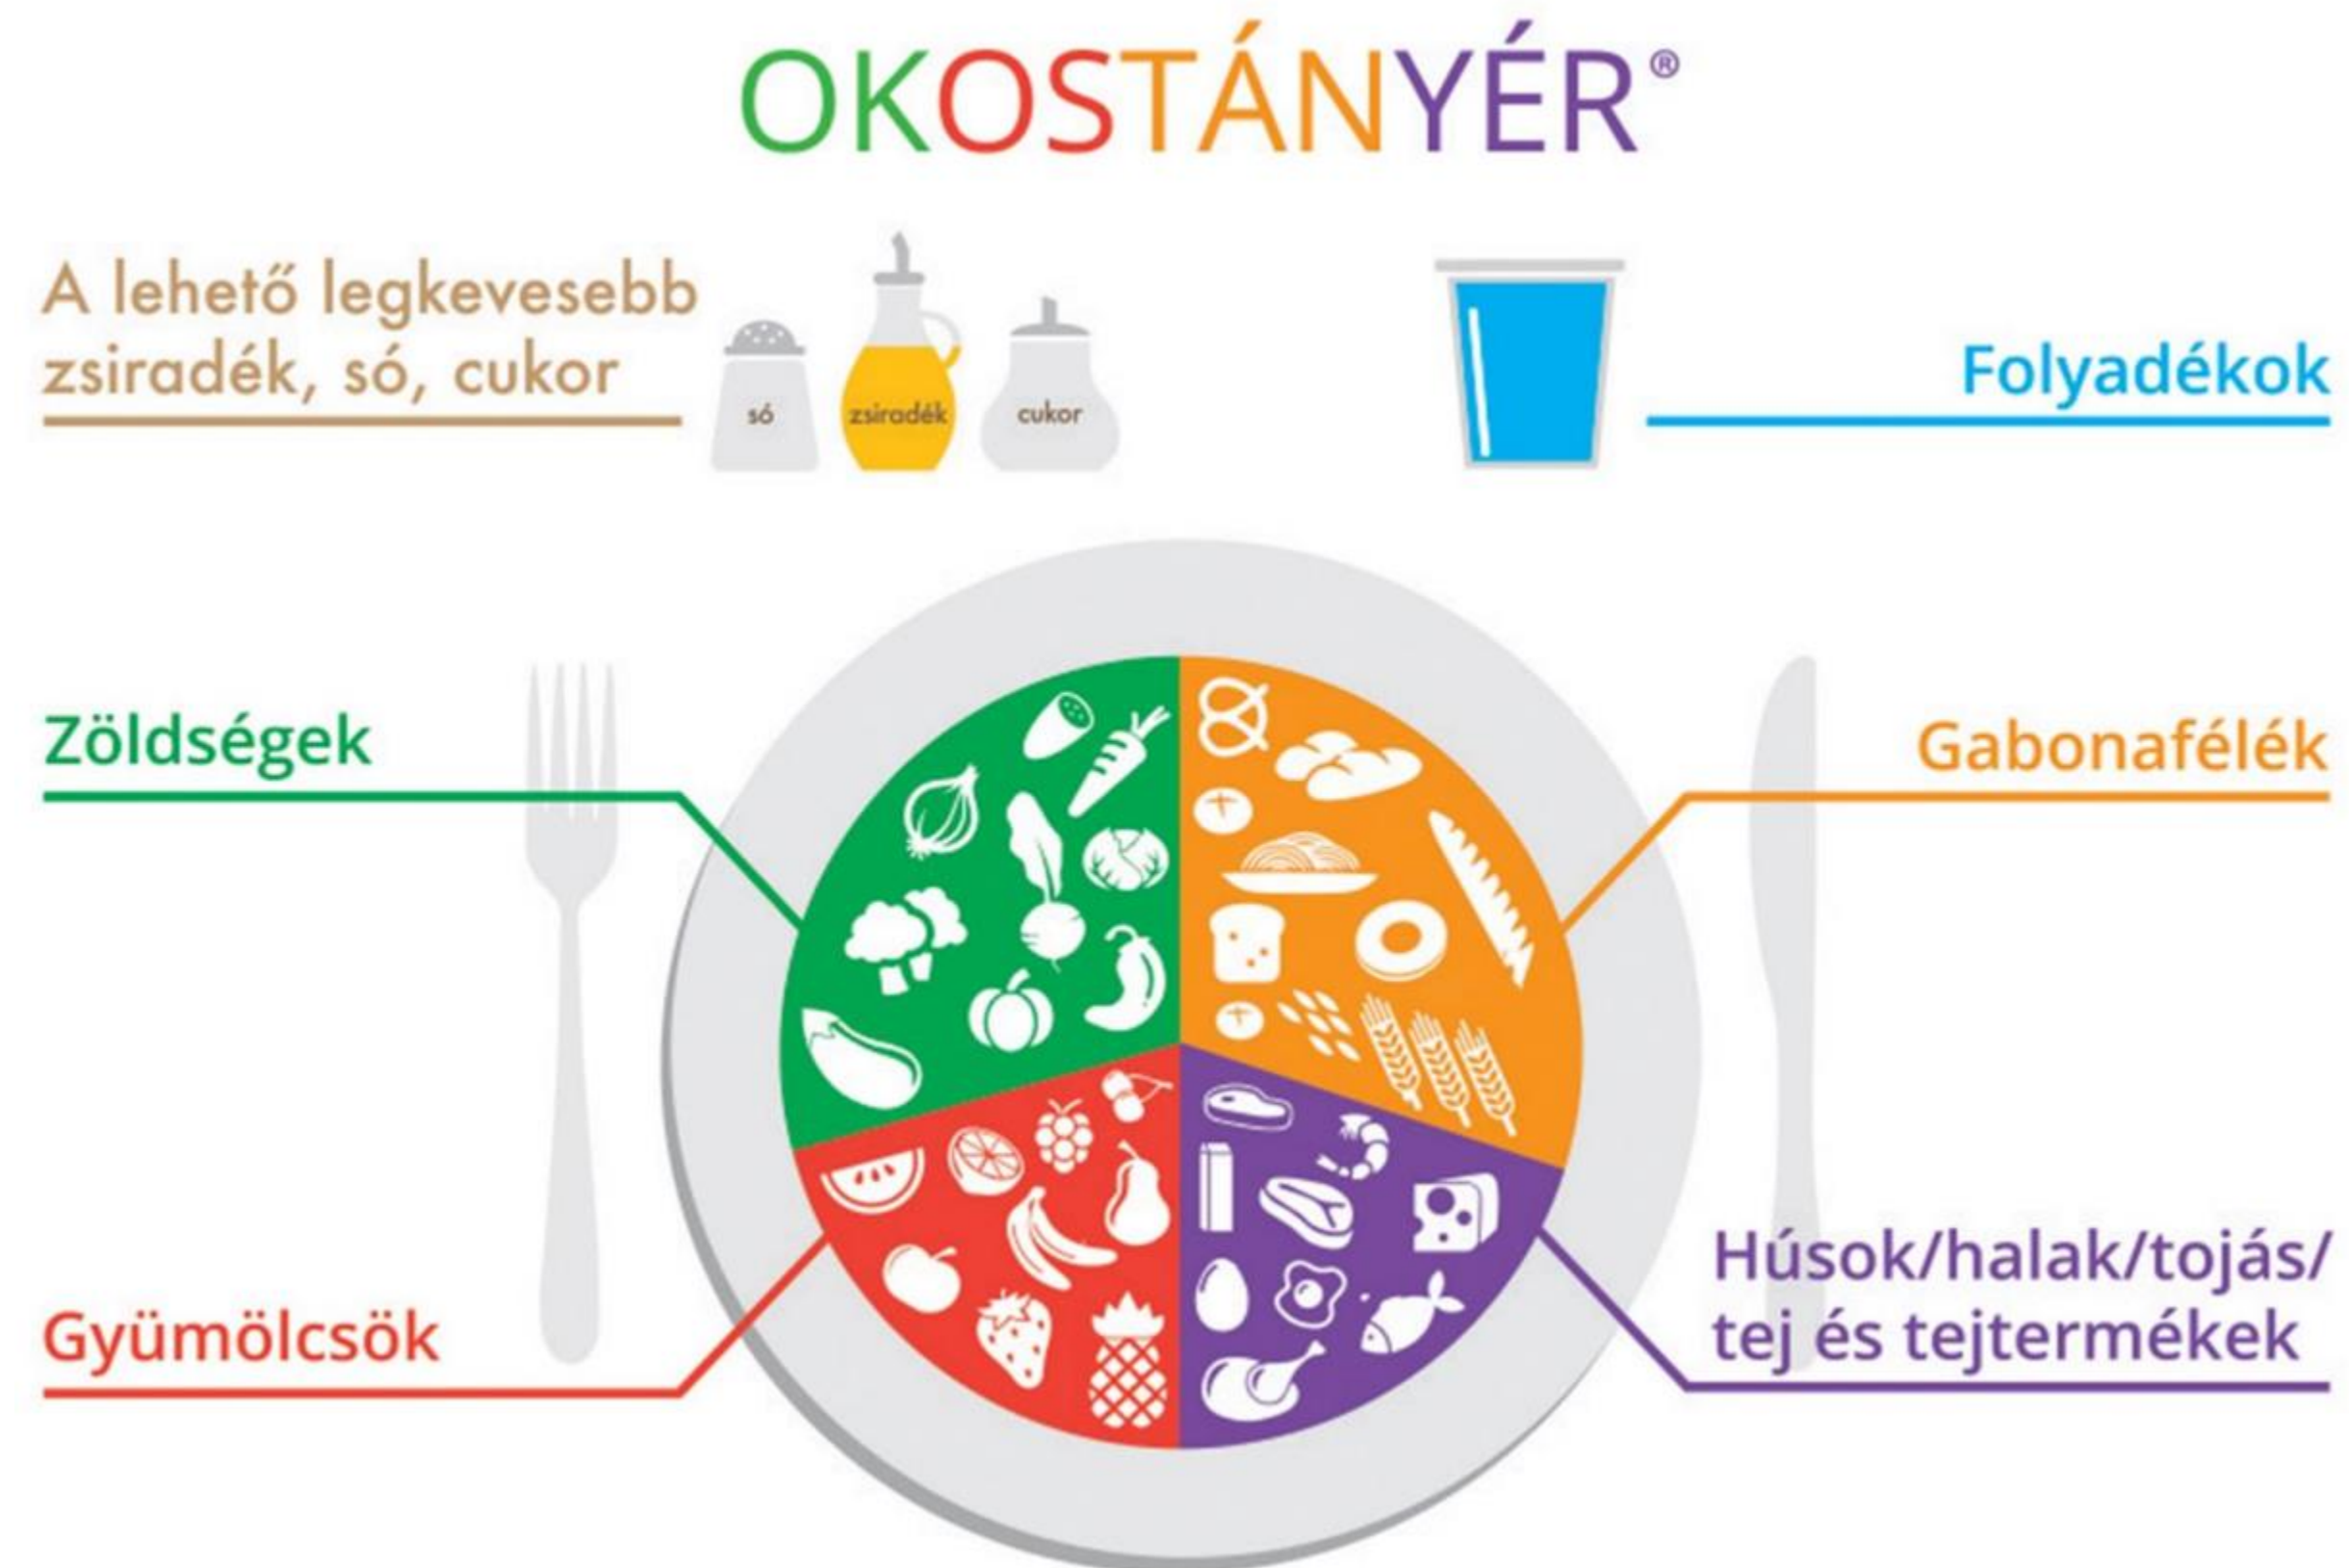 OKOSTÁNYÉR®
A lehető legkevesebb
zsiradék, só, cukor
só
zsiradék
cukor
Folyadékok
Zöldségek
Gabonafélék
Gyümölcsök
Húsok/halak/tojás/
tej és tejtermékek